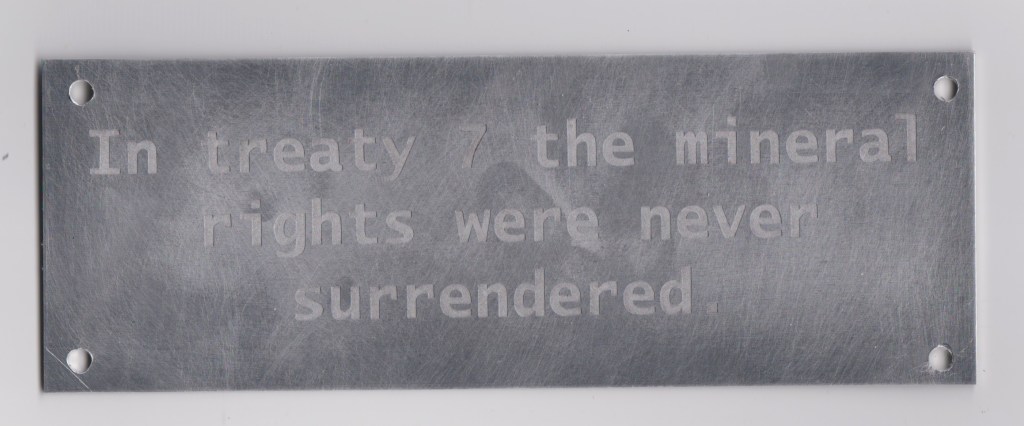 In treaty 7 the mineral
rights were never
surrendered.